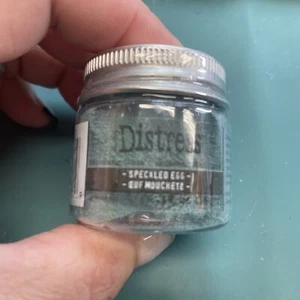 Distress
- SPECKLED EGG -
- ŒUF MOUCHETÉ -